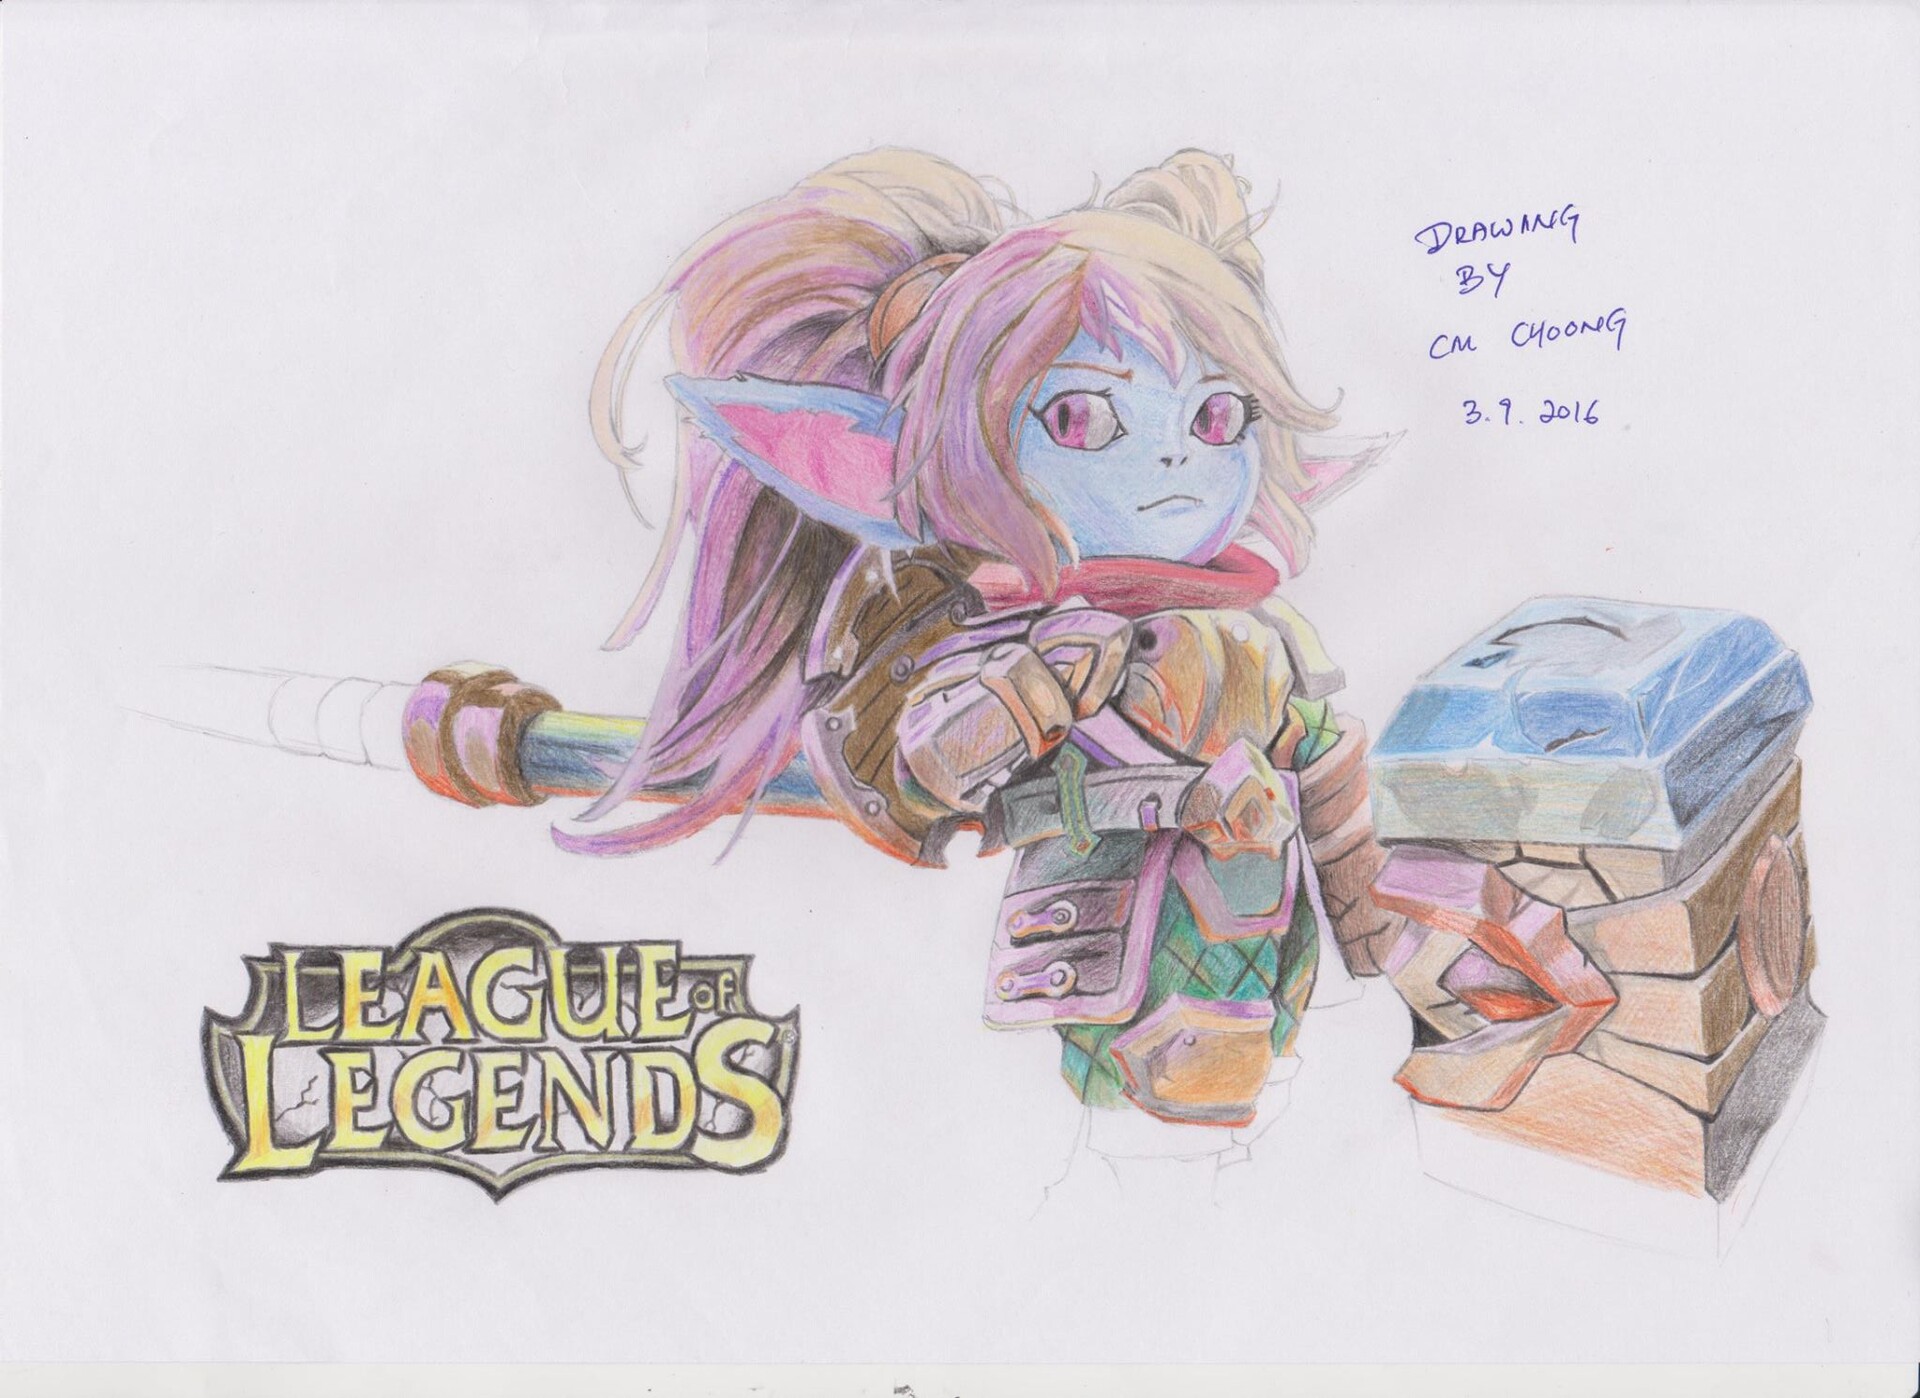 DRAWING
BY
CM CHOONG
3.9.2016
LEAGUE OF
LEGENDS